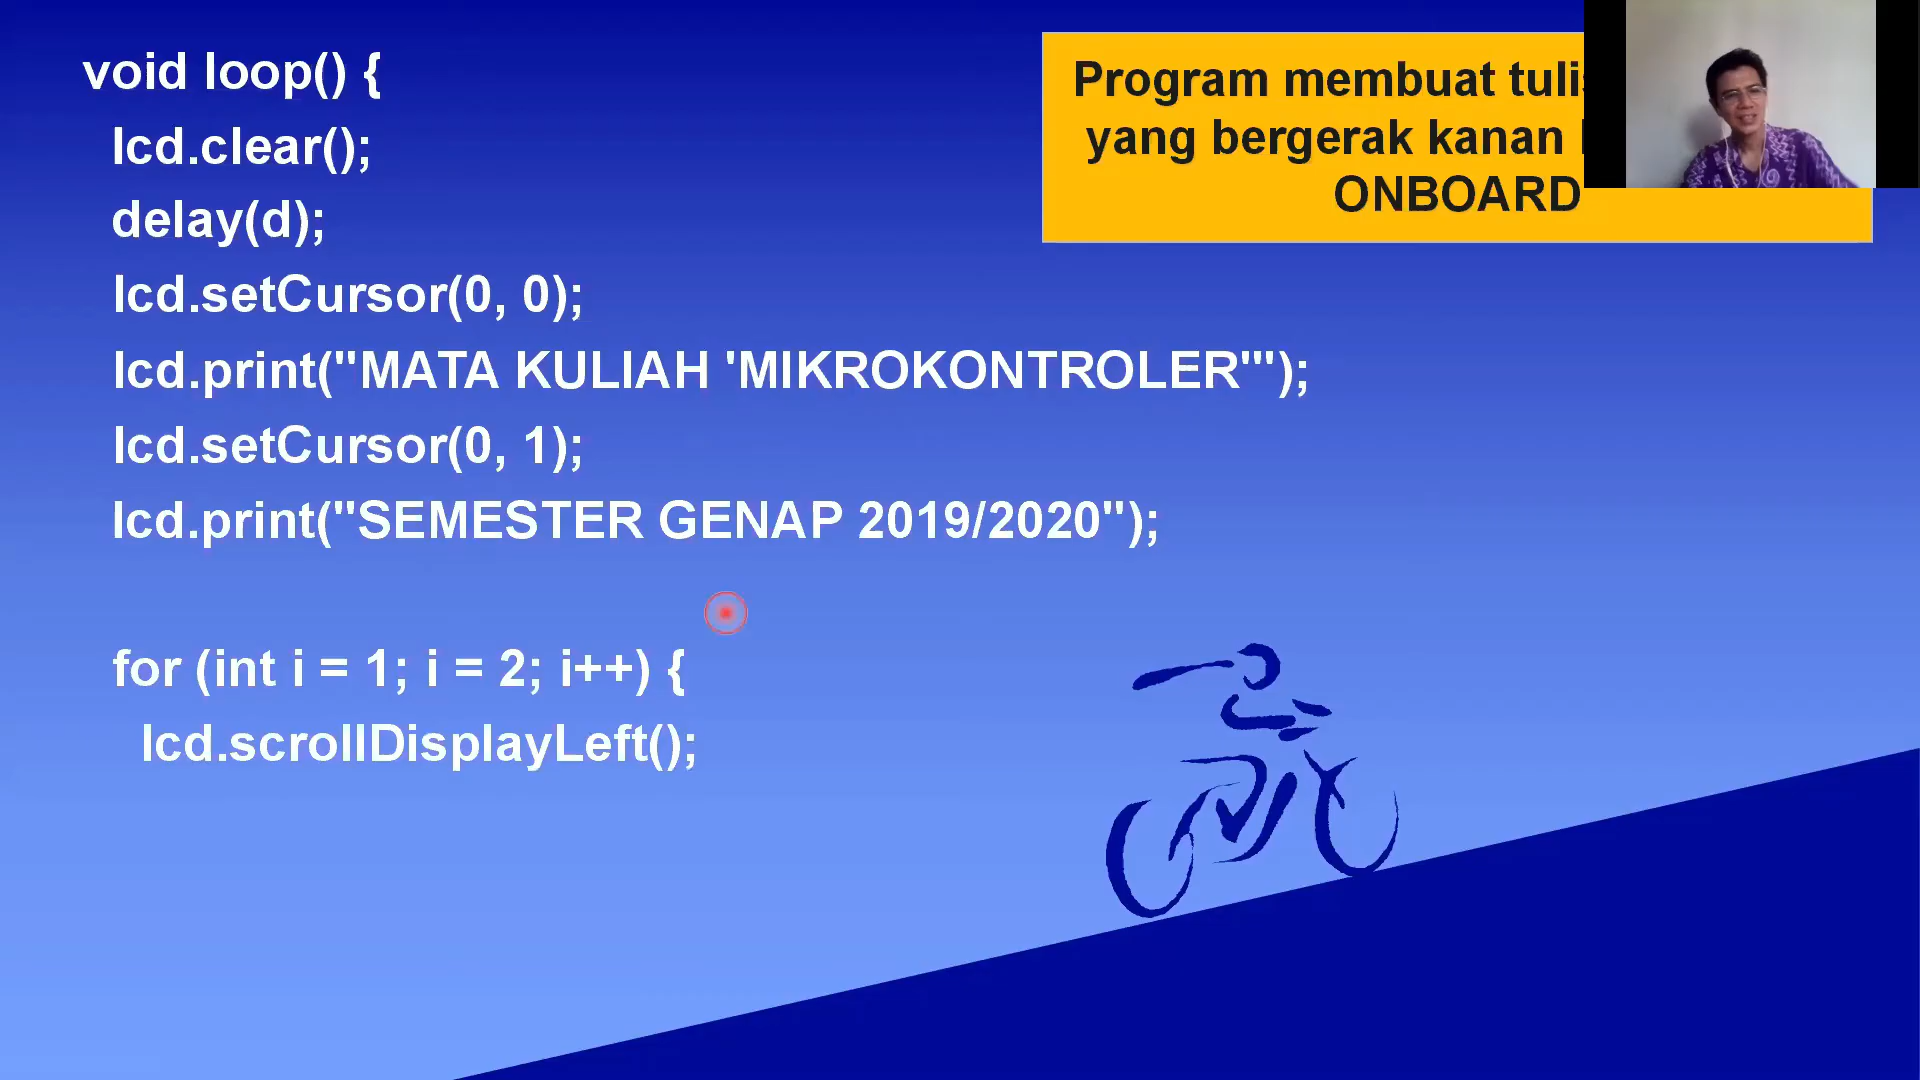 void loop() {
lcd.clear();
delay(d);
lcd.setCursor(0, 0);
lcd.print("MATA KULIAH 'MIKROKONTROLER'");
lcd.setCursor(0, 1);
lcd.print("SEMESTER GENAP 2019/2020");
for (int i = 1; i = 2; i++) {
lcd.scrollDisplayLeft();
Program membuat
yang bergerak kanan
ONBOARD